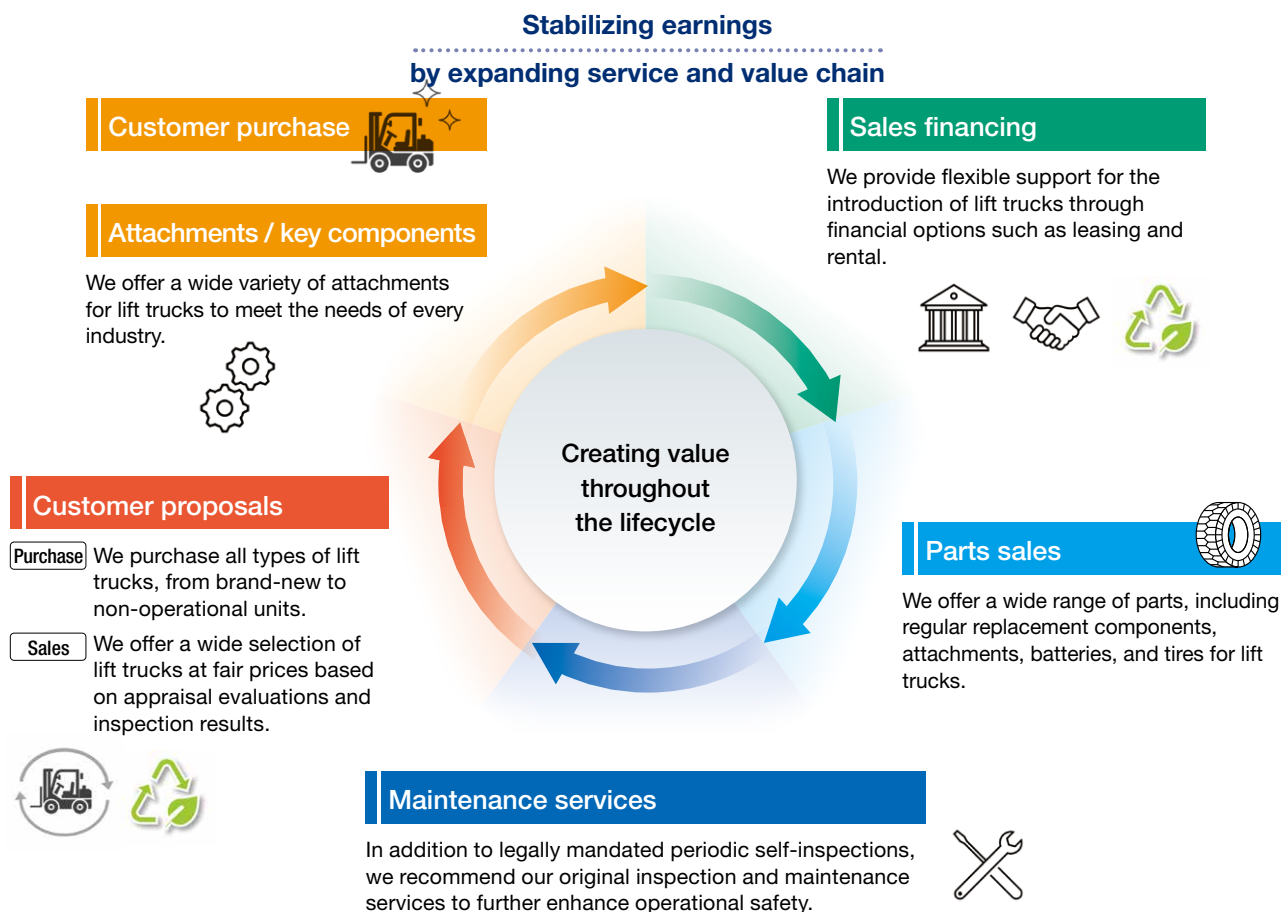 Stabilizing earnings
by expanding service and value chain
Customer purchase
Attachments / key components
We offer a wide variety of attachments
for lift trucks to meet the needs of every
industry.
Sales financing
We provide flexible support for the
introduction of lift trucks through
financial options such as leasing and
rental.
Creating value
throughout
the lifecycle
Customer proposals
Purchase We purchase all types of lift
trucks, from brand-new to
non-operational units.
Sales We offer a wide selection of
lift trucks at fair prices based
on appraisal evaluations and
inspection results.
Parts sales
We offer a wide range of parts, including
regular replacement components,
attachments, batteries, and tires for lift
trucks.
Maintenance services
In addition to legally mandated periodic self-inspections,
we recommend our original inspection and maintenance
services to further enhance operational safety.